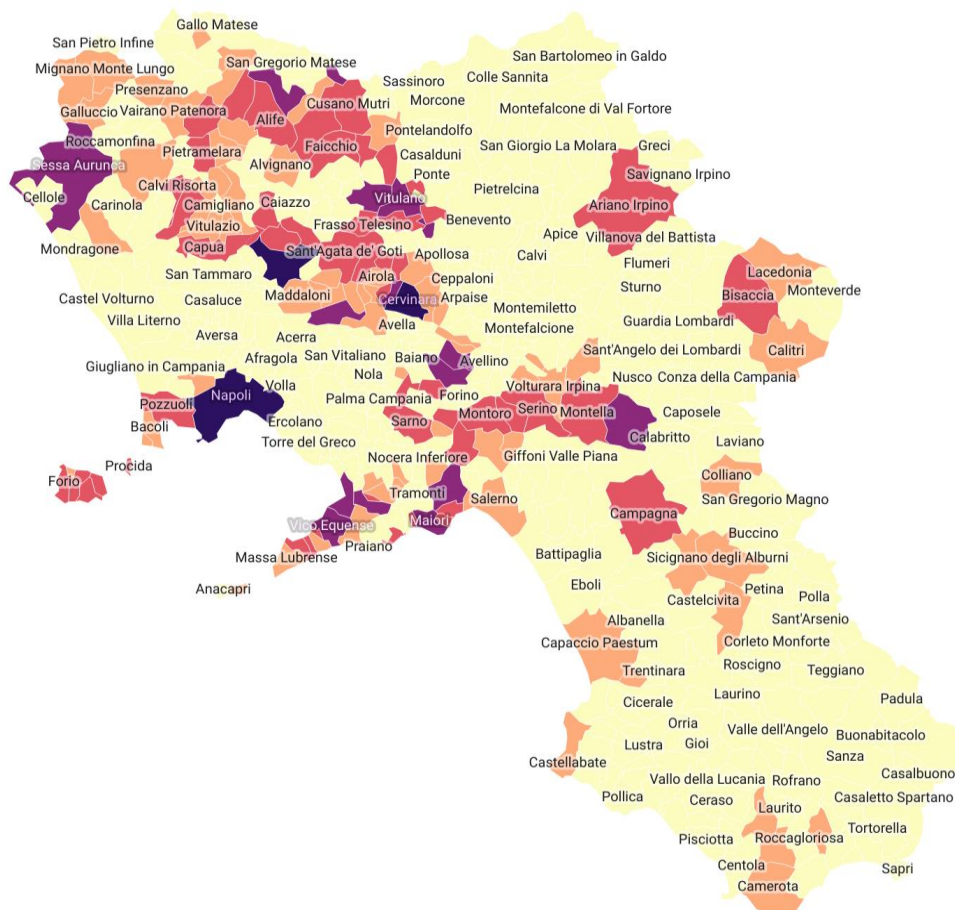 Gallo Matese
San Pietro Infine
San Bartolomeo in Galdo
Mignano Monte Lungo
San Gregorio Matese
Colle Sannita
Sassinoro
Presenzano
Cusano Mutri
Morcone
Galluccio
Vairano Patenora
Alife
Montefalcone di Val Fortore
Pontelandolfo
Roccamonfina
Pietramelara
Faicchio
San Giorgio La Molara
Greci
Casalduni
Sessa Aurunca
Alvignano
Ponte
Savignano Irpino
Calvi Risorta
Pietrelcina
Cellole
Carinola
Camigliano
Caiazzo
Vitulano
Ariano Irpino
Vitulazio
Frasso Telesino
Benevento
Apice
Villanova del Battista
Mondragone
Capua
Sant'Agata de' Goti
Apollosa
Calvi
Flumeri
San Tammaro
Airola
Ceppaloni
Lacedonia
Sturno
Monteverde
Castel Volturno
Casaluce
Maddaloni
Cervinara
Arpaise
Bisaccia
Villa Literno
Montemiletto
Avella
Montefalcione
Guardia Lombardi
Aversa
Acerra
Calitri
Sant'Angelo dei Lombardi
Giugliano in Campania
Afragola
San Vitaliano
Baiano
Avellino
Nola
Nusco
Conza della Campania
Volla
Volturara Irpina
Napoli
Palma Campania
Forino
Pozzuoli
Montoro
Serino
Montella
Caposele
Bacoli
Ercolano
Sarno
Calabritto
Torre del Greco
Laviano
Nocera Inferiore
Giffoni Valle Piana
Procida
Colliano
Forio
Tramonti
Salerno
San Gregorio Magno
Campagna
Vico Equense
Maiori
Buccino
Praiano
Battipaglia
Massa Lubrense
Sicignano degli Alburni
Anacapri
Eboli
Petina
Castelcivita
Polla
Albanella
Sant'Arsenio
Capaccio Paestum
Corleto Monforte
Trentinara
Roscigno
Teggiano
Cicerale
Laurino
Padula
Orria
Valle dell'Angelo
Buonabitacolo
Lustra
Gioi
Sanza
Castellabate
Casalbuono
Vallo della Lucania
Rofrano
Pollica
Ceraso
Laurito
Casaletto Spartano
Pisciotta
Roccagloriosa
Tortorella
Centola
Sapri
Camerota